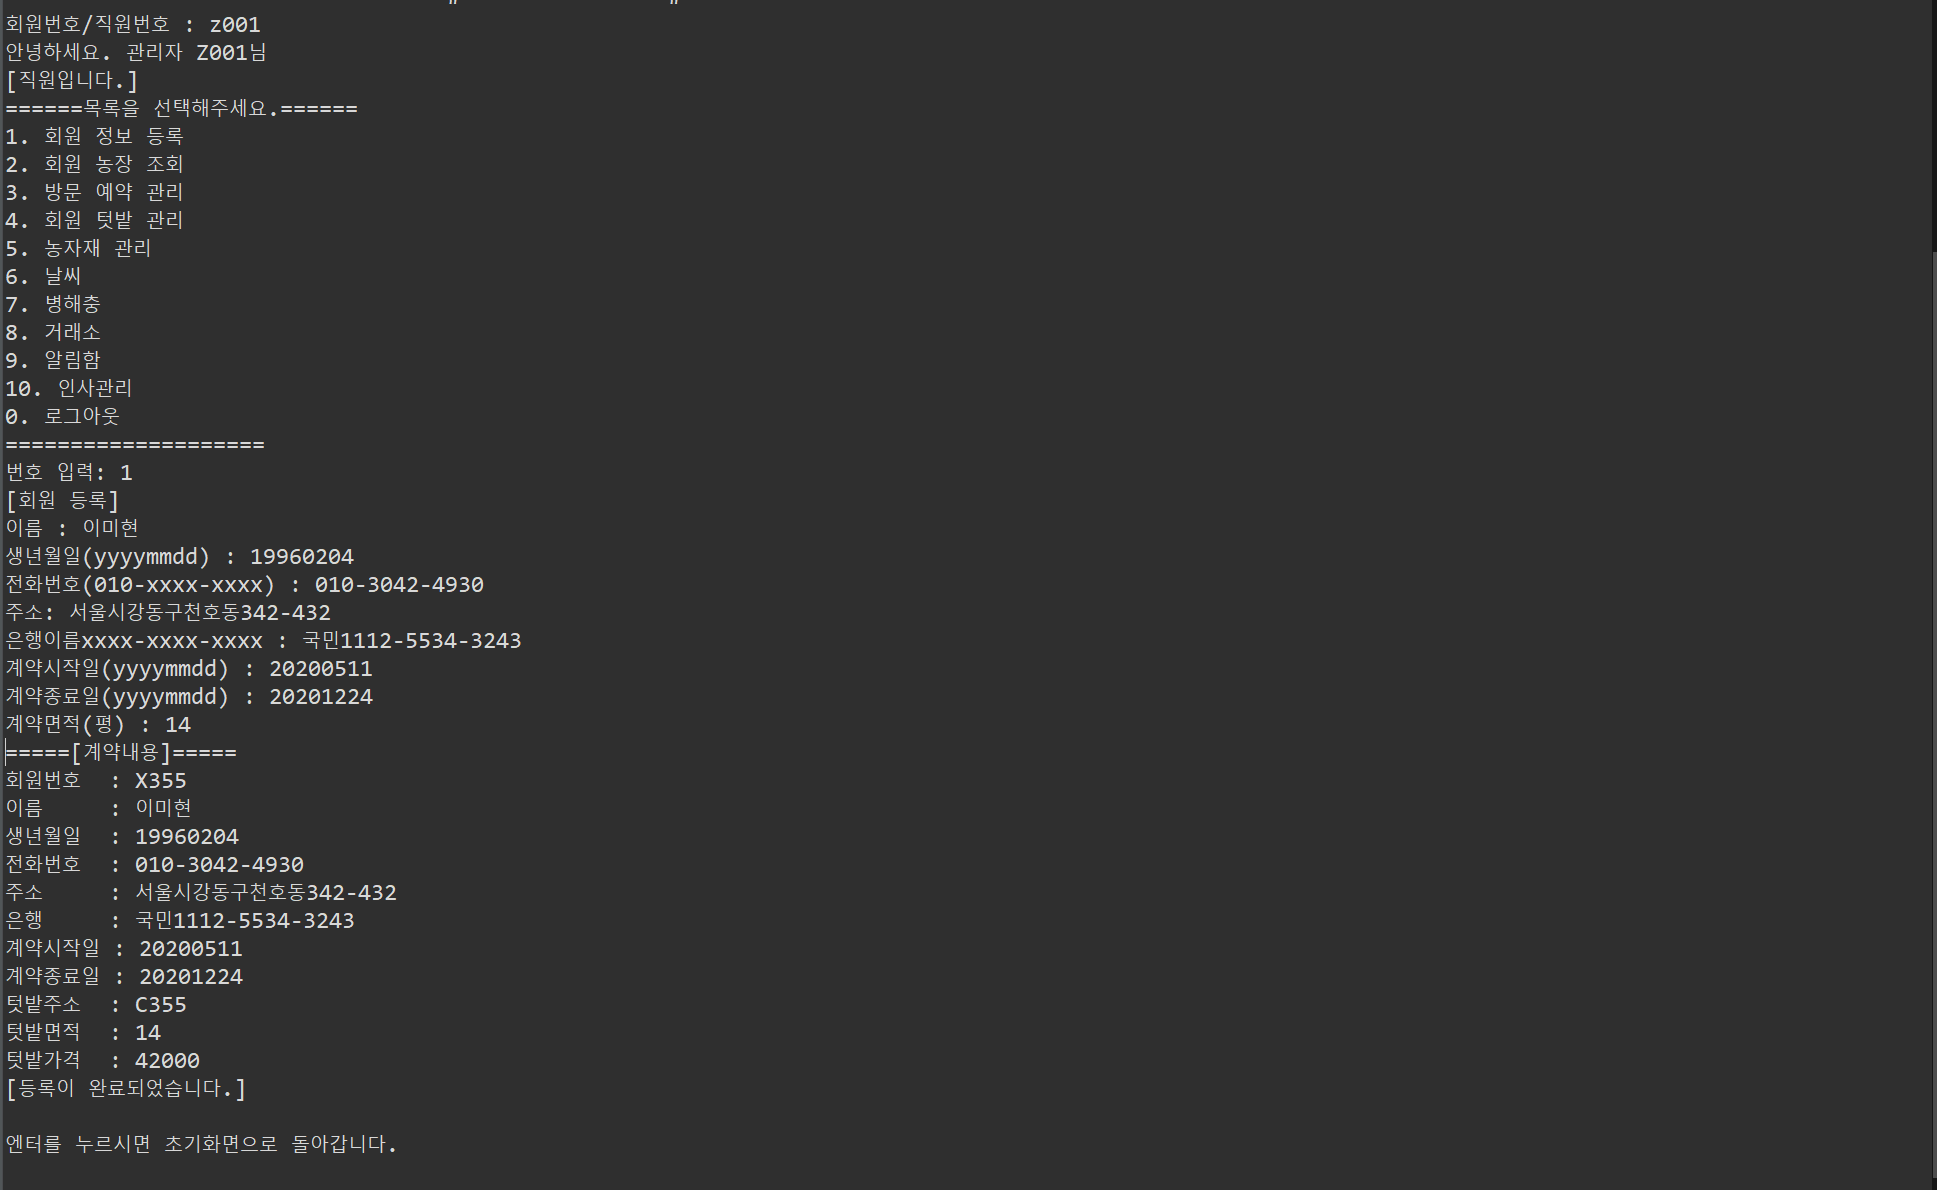 회원번호/직원번호 : z001
안녕하세요. 관리자 Z001님
[직원입니다.]
======목록을 선택해주세요.======
1. 회원 정보 등록
2. 회원 농장 조회
3. 방문 예약 관리
4. 회원 텃밭 관리
5. 농자재 관리
6. 날씨
7. 병해충
8. 거래소
9. 알림함
10. 인사관리
0. 로그아웃
====================
번호 입력: 1
[회원 등록]
이름 : 이미현
생년월일(yyyymmdd) : 19960204
전화번호(010-xxxx-xxxx) : 010-3042-4930
주소: 서울시강동구천호동342-432
은행이름xxxx-xxxx-xxxx : 국민1112-5534-3243
계약시작일(yyyymmdd) : 20200511
계약종료일(yyyymmdd) : 20201224
계약면적(평) : 14
=====[계약내용]=====
회원번호  : X355
이름     : 이미현
생년월일  : 19960204
전화번호  : 010-3042-4930
주소     : 서울시강동구천호동342-432
은행     : 국민1112-5534-3243
계약시작일 : 20200511
계약종료일 : 20201224
텃밭주소  : C355
텃밭면적  : 14
텃밭가격  : 42000
[등록이 완료되었습니다.]
엔터를 누르시면 초기화면으로 돌아갑니다.